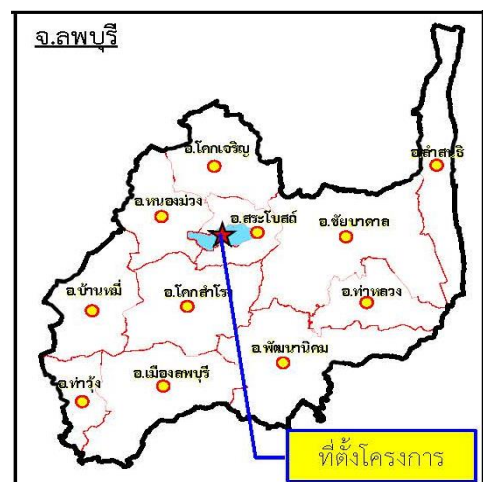 จ.ลพบุรี
อ.โคกเจริญ
อ.ลำสนธิ
อ.หนองม่วง
อ.สระโบสถ์
อ.ชัยบาดาล
อ.บ้านหมี่
อ.โคกสำโรง
อ.ท่าหลวง
อ.พัฒนานิคม
อ.ท่าวุ้ง
อ.เมืองลพบุรี
ที่ตั้งโครงการ